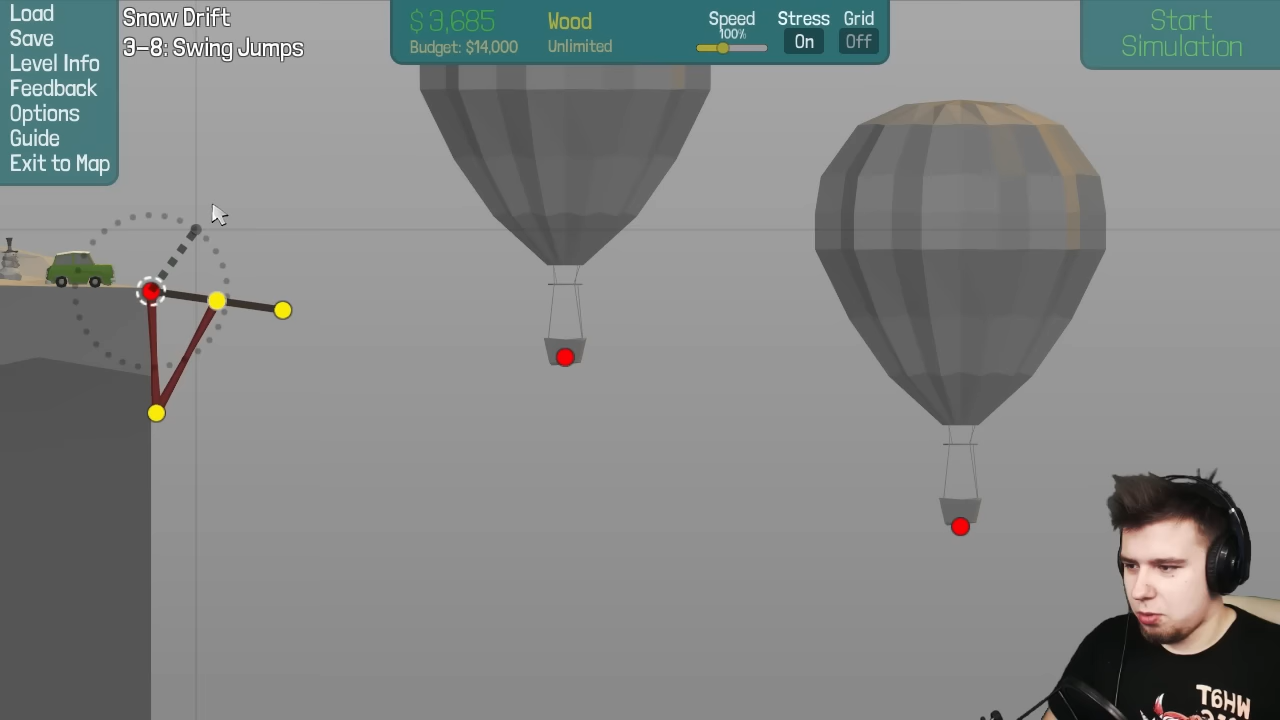 Load
Save
Level Info
Feedback
Options
Guide
Exit to Map
Snow Drift
3-8: Swing Jumps
$ 3,685
Budget: $14,000
Wood
Unlimited
Speed
100%
Stress
On
Grid
Off
Start
Simulation
WHAT